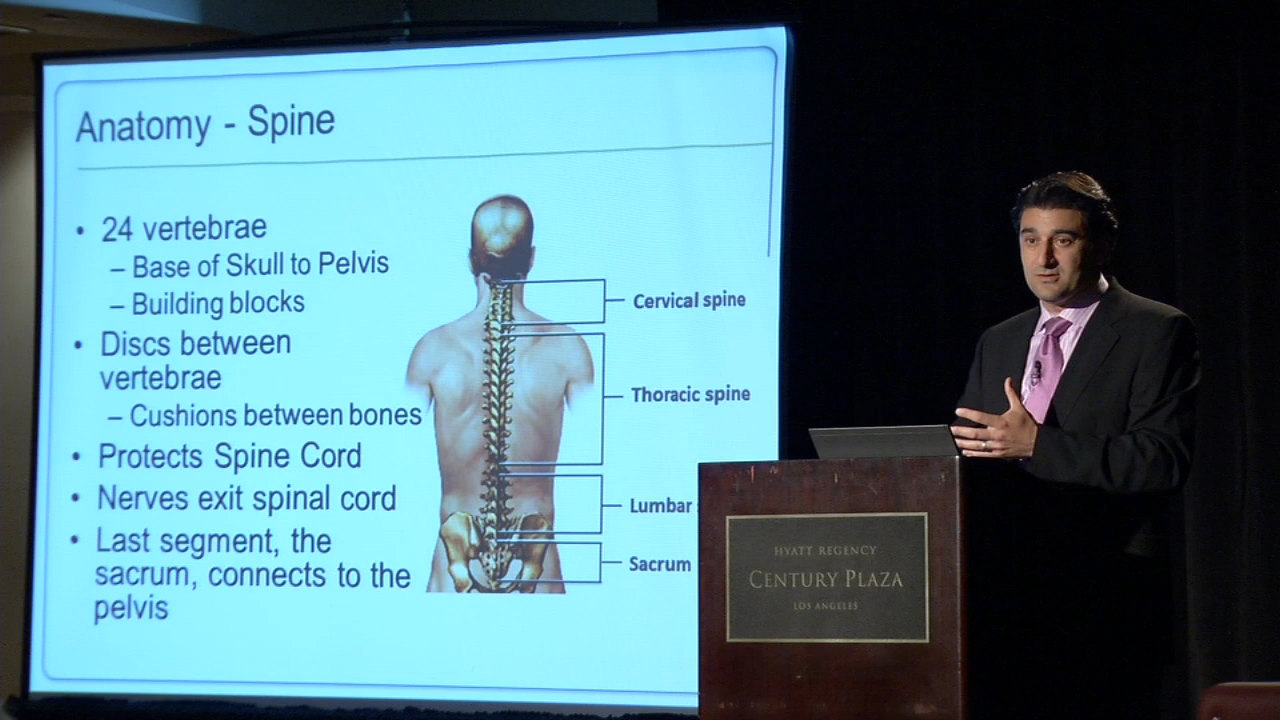 Anatomy - Spine
• 24 vertebrae
– Base of Skull to Pelvis
– Building blocks
• Discs between
vertebrae
– Cushions between bones
• Protects Spine Cord
• Nerves exit spinal cord
• Last segment, the
sacrum, connects to the
pelvis
Cervical spine
Thoracic spine
Lumbar
Sacrum
HYATT REGENCY
CENTURY PLAZA
LOS ANGELES